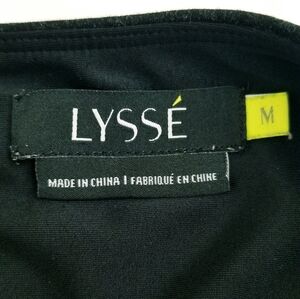 LYSSÉ
M
MADE IN CHINA | FABRIQUÉ EN CHINE